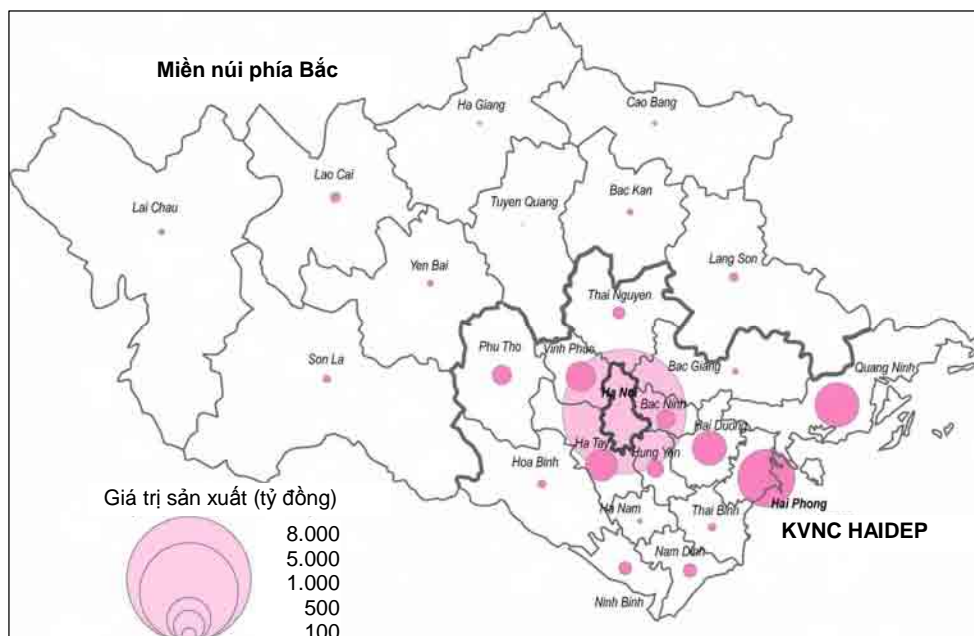 Miền núi phía Bắc
Ha Giang
Cao Bang
Lao Cai
Bac Kan
Tuyen Quang
Lai Chau
Lang Son
Yen Bai
Thai Nguyen
Phu Tho
Vinh Phuc
Bac Giang
Quang Ninh
Son La
Ha Noi
Bac Ninh
Hai Duong
Ha Tay
Hung Yen
Hoa Binh
Giá trị sản xuất (tỷ đồng)
Ha Nam
Thai Binh
Hai Phong
8.000
KVNC HAIDEP
5.000
Nam Dinh
1.000
Ninh Binh
500
100